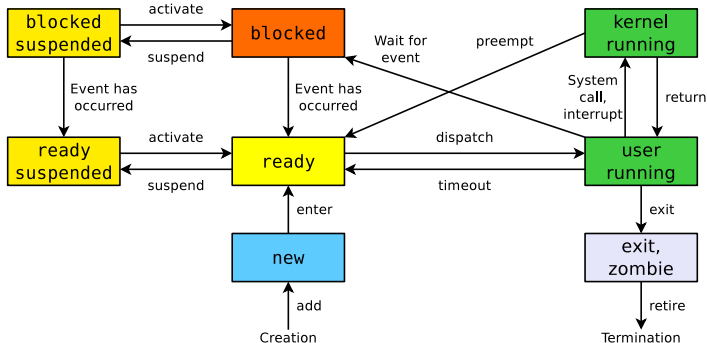 activate
blocked
suspended
blocked
suspend
Wait for
event
preempt
kernel
running
Event has
occurred
Event has
occurred
System
call,
interrupt
return
activate
ready
suspended
ready
suspend
dispatch
timeout
user
running
enter
exit
new
exit,
zombie
add
retire
Creation
Termination